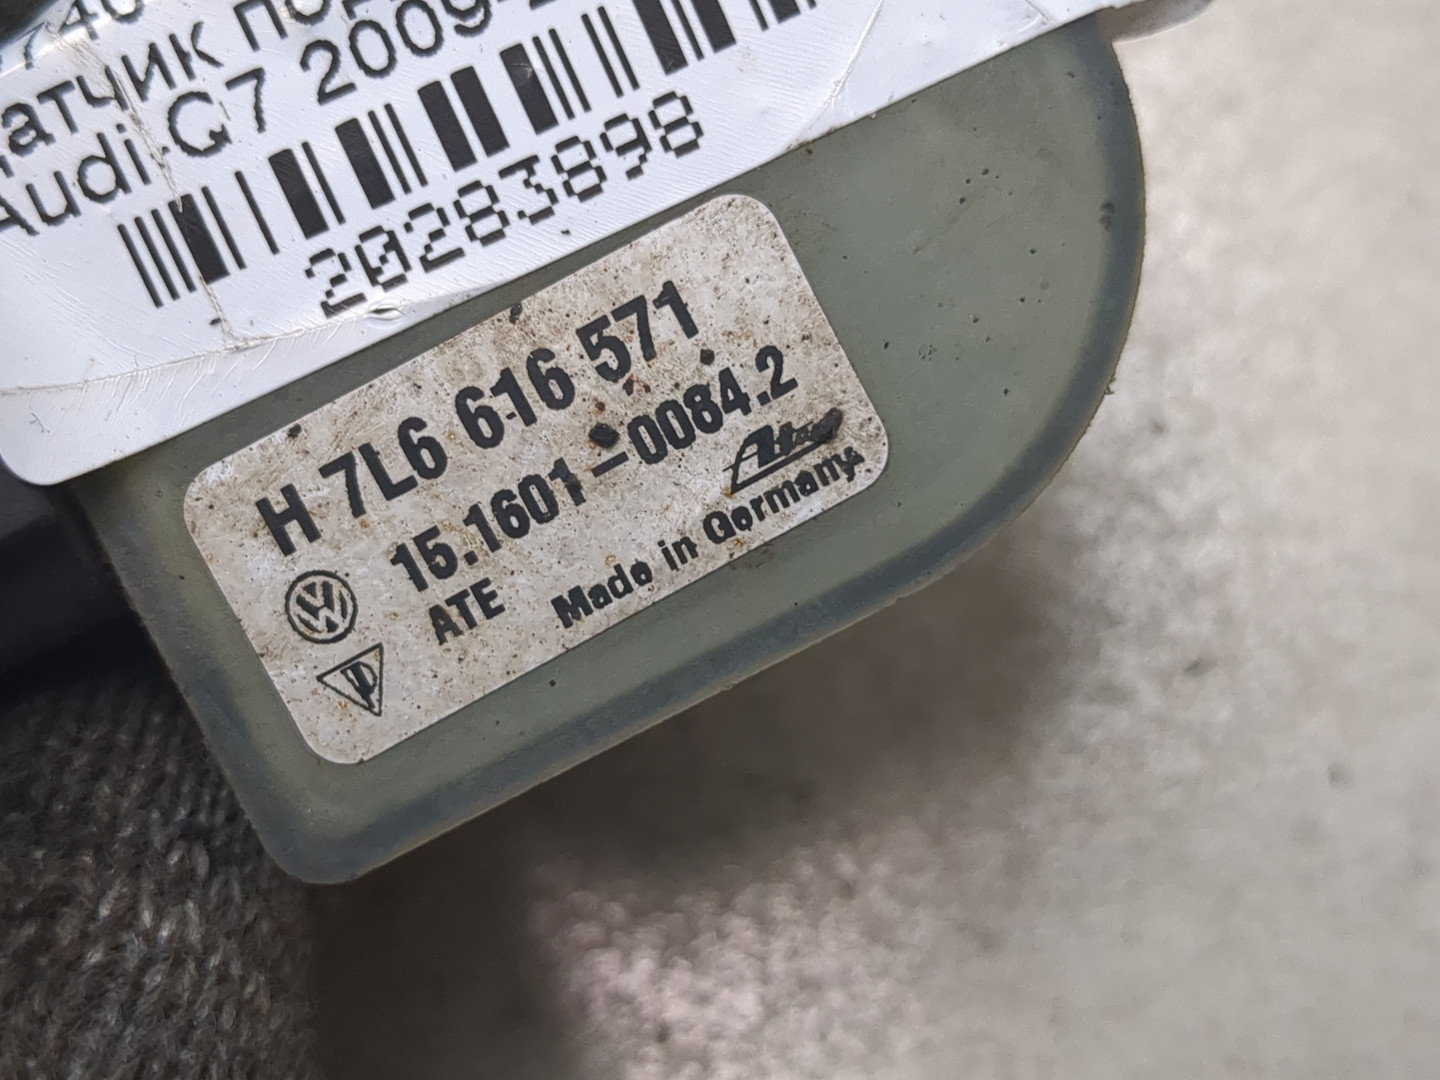 Audi Q7 2009-
20283898
H 7L6 616 571
15.1601-0084.2
ATE
Made in Germany